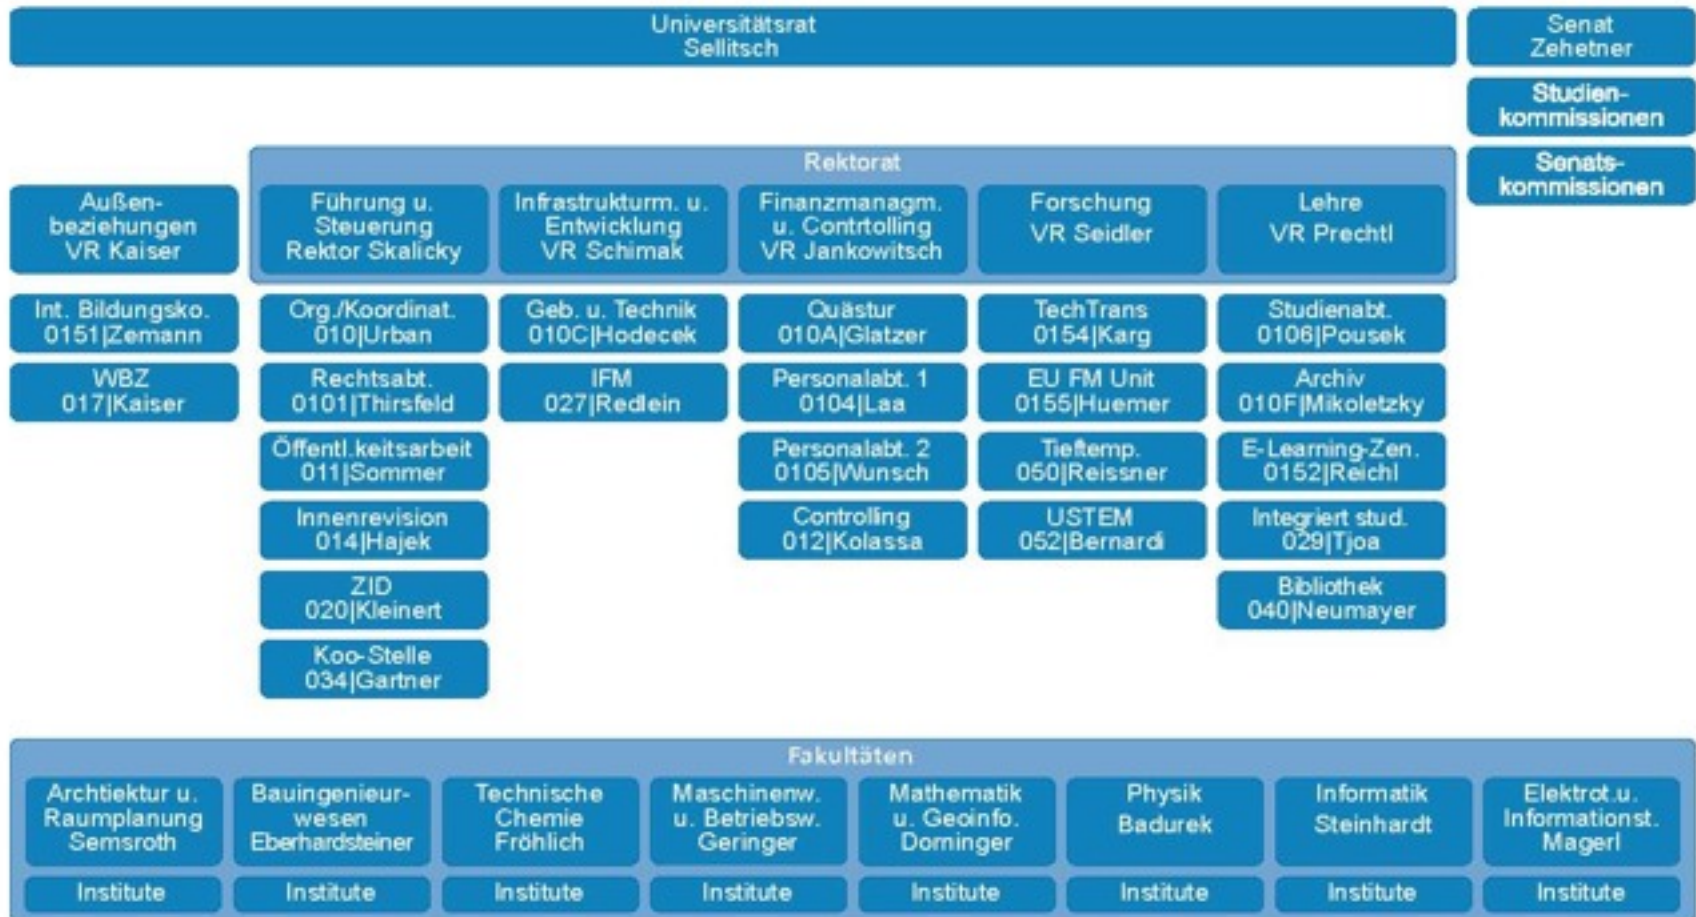 Universitätsrat
Sellitsch
Senat
Zehetner
Studien-
kommissionen
Senats-
kommissionen
Rektorat
Außen-
beziehungen
VR Kaiser
Führung u.
Steuerung
Rektor Skalicky
Infrastrukturm. u.
Entwicklung
VR Schimak
Finanzmanagm.
u. Contrtolling
VR Jankowitsch
Forschung
VR Seidler
Lehre
VR Prechtl
Int. Bildungsko.
0151|Zemann
WBZ
017|Kaiser
Org./Koordinat.
010|Urban
Rechtsabt.
0101|Thirsfeld
Öffentl.keitsarbeit
011|Sommer
Innenrevision
014|Hajek
ZID
020|Kleinert
Koo-Stelle
034|Gartner
Geb. u. Technik
010C|Hodecek
IFM
027|Redlein
Quästur
010A|Glatzer
Personalabt. 1
0104|Laa
Personalabt. 2
0105|Wunsch
Controlling
012|Kolassa
TechTrans
0154|Karg
EU FM Unit
0155|Huemer
Tieftemp.
050|Reissner
USTEM
052|Bernardi
Studienabt.
0106|Pousek
Archiv
010F|Mikoletzky
E-Learning-Zen.
0152|Reichl
Integriert stud.
029|Tjoa
Bibliothek
040|Neumayer
Fakultäten
Archtiektur u.
Raumplanung
Semsroth
Bauingenieur-
wesen
Eberhardsteiner
Technische
Chemie
Fröhlich
Maschinenw.
u. Betriebsw.
Geringer
Mathematik
u. Geoinfo.
Dorninger
Physik
Badurek
Informatik
Steinhardt
Elektrot.u.
Informationst.
Magerl
Institute
Institute
Institute
Institute
Institute
Institute
Institute
Institute